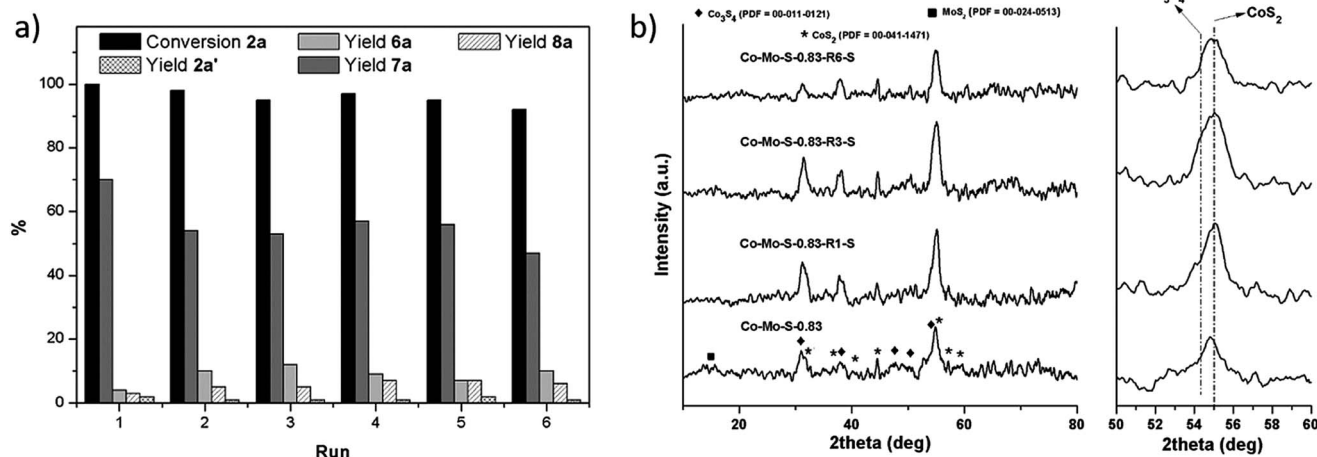 a)
Conversion 2a
Yield 6a
Yield 8a
Yield 2a'
Yield 7a
100
80
60
40
20
0
%
1 2 3 4 5 6
Run
b)
◆ Co₃S₄ (PDF = 00-011-0121)
■ MoS₂ (PDF = 00-024-0513)
* CoS₂ (PDF = 00-041-1471)
Co-Mo-S-0.83-R6-S
Co-Mo-S-0.83-R3-S
Co-Mo-S-0.83-R1-S
Co-Mo-S-0.83
Intensity (a.u.)
20 40 60 80
2theta (deg)
CoS₂
50 52 54 56 58 60
2theta (deg)